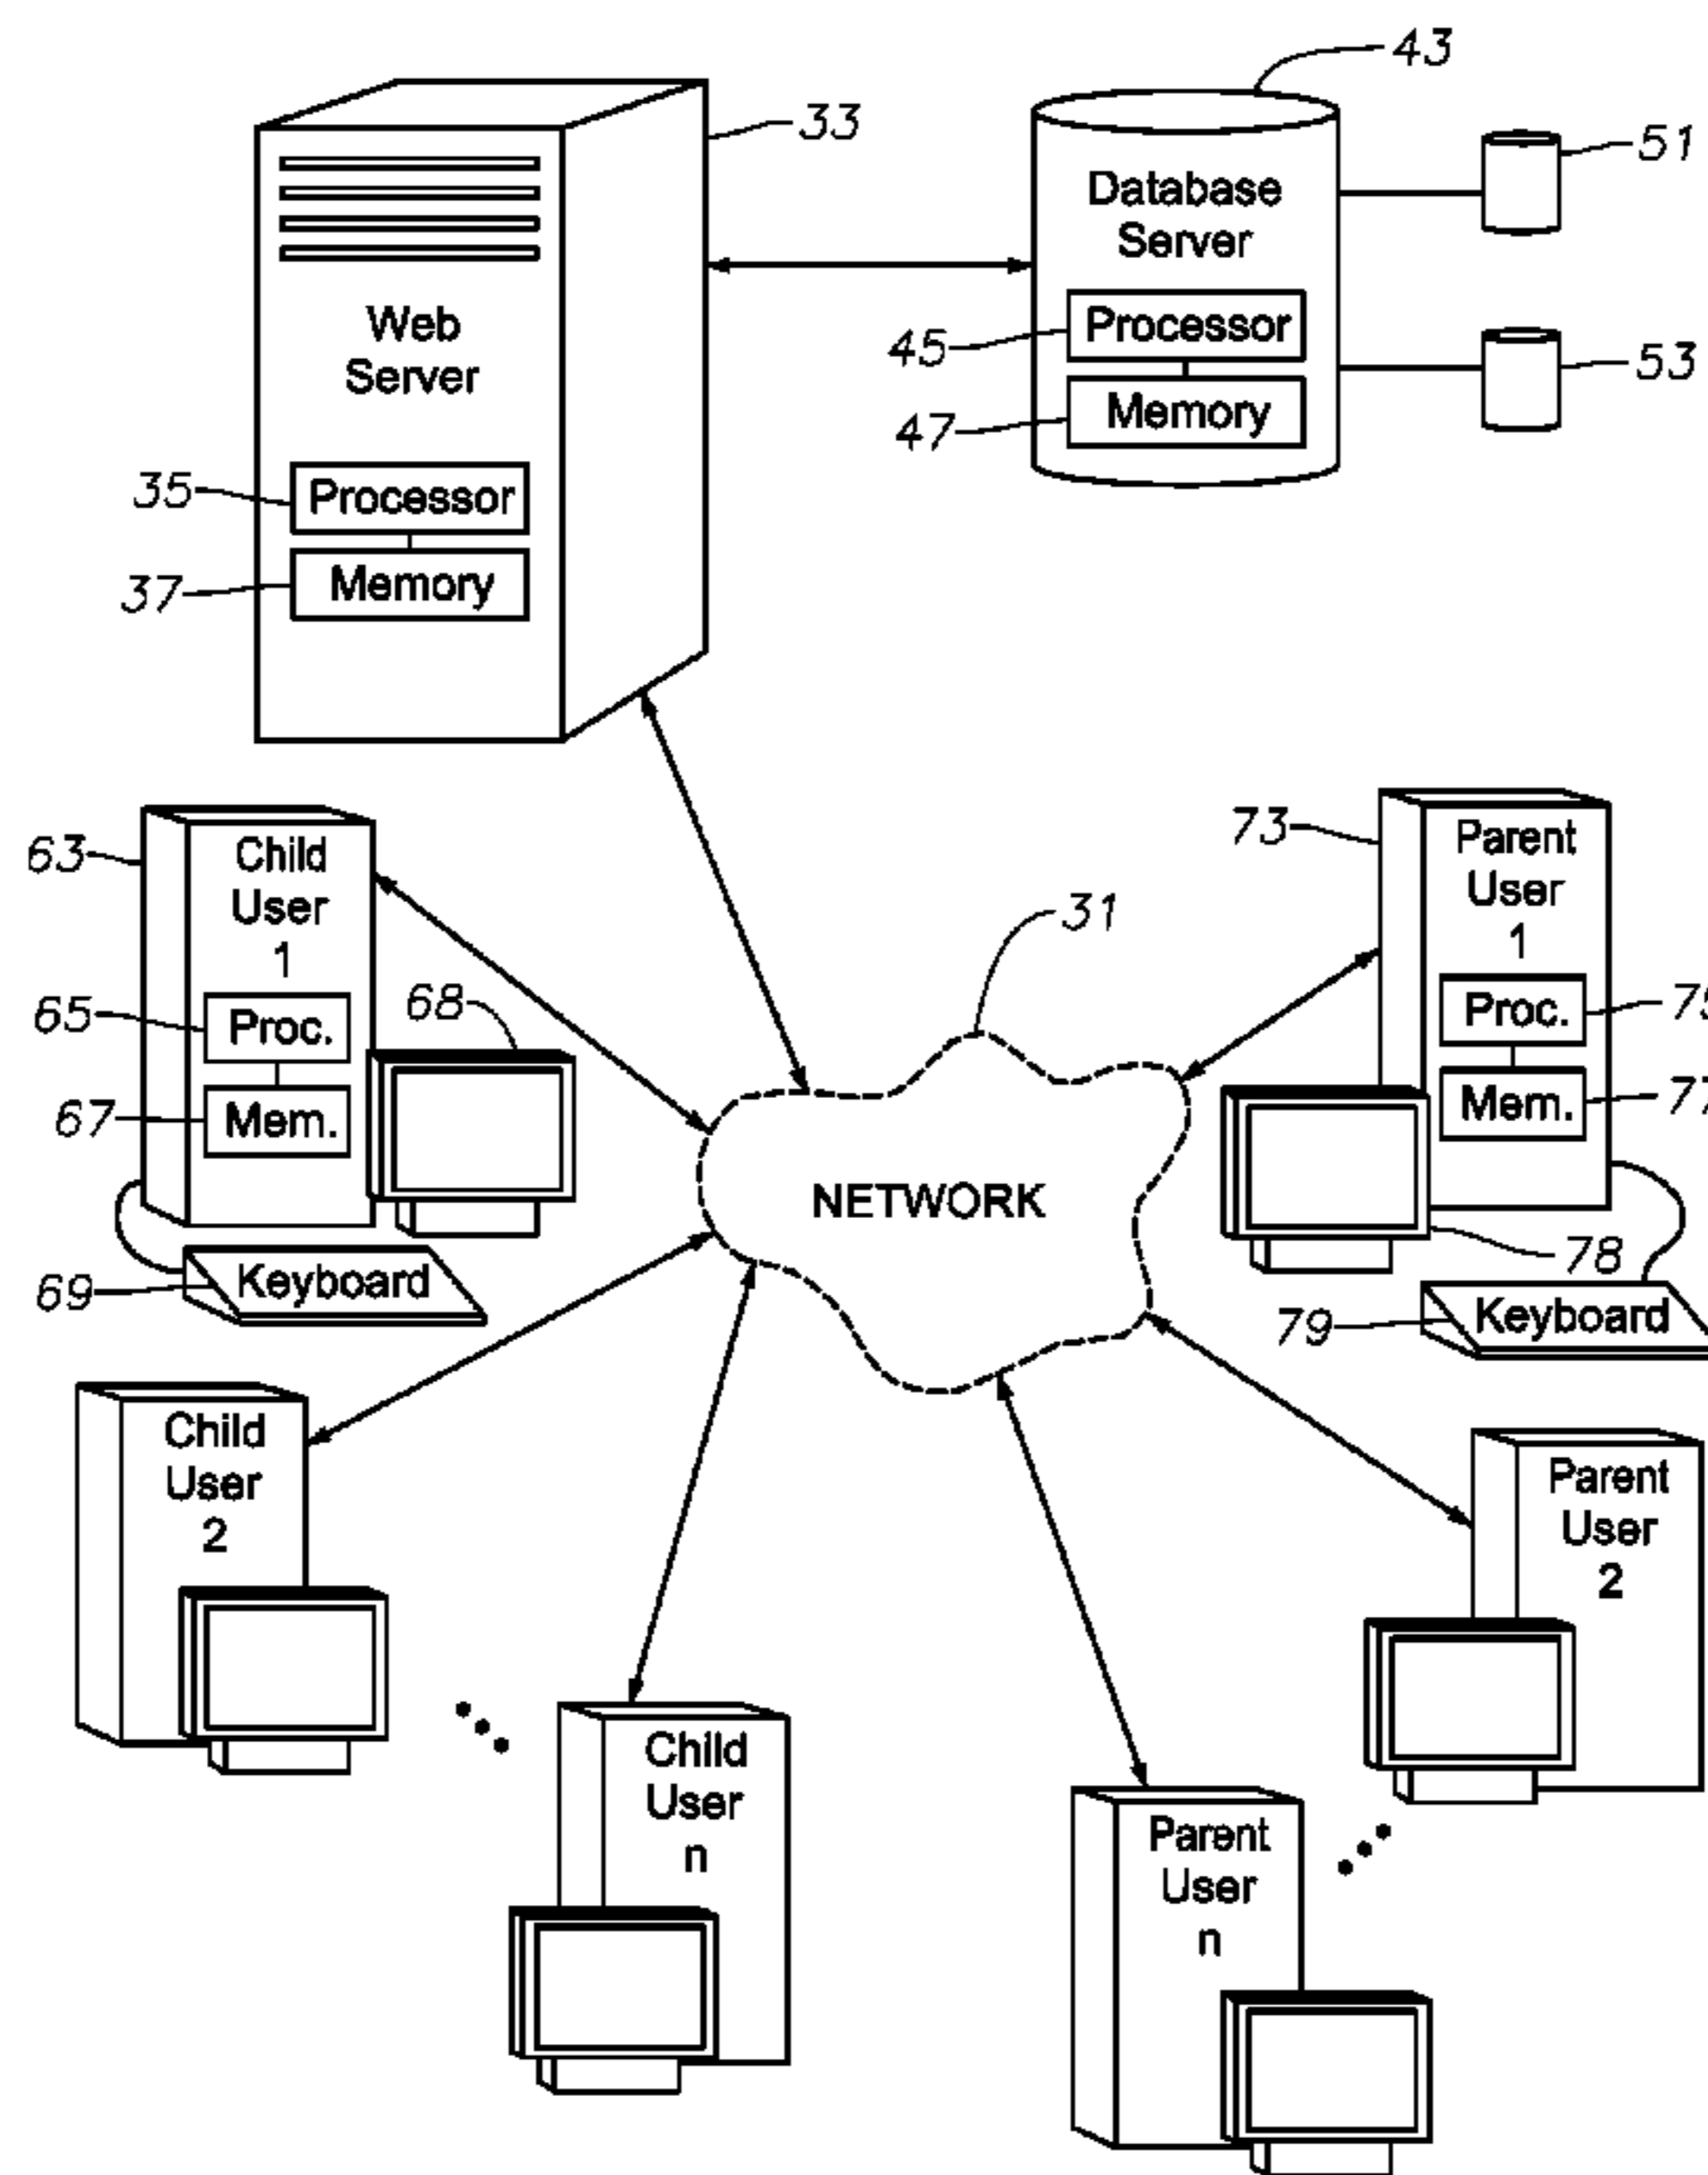 43
33
51
Database
Server
Web
Server
Processor
45
53
Memory
47
35
Processor
37
Memory
63
Child
User
1
73
Parent
User
1
31
65
Proc.
68
Proc.
67
Mem.
Mem.
77
NETWORK
78
69
Keyboard
79
Keyboard
Child
User
2
Parent
User
2
Child
User
n
Parent
User
n